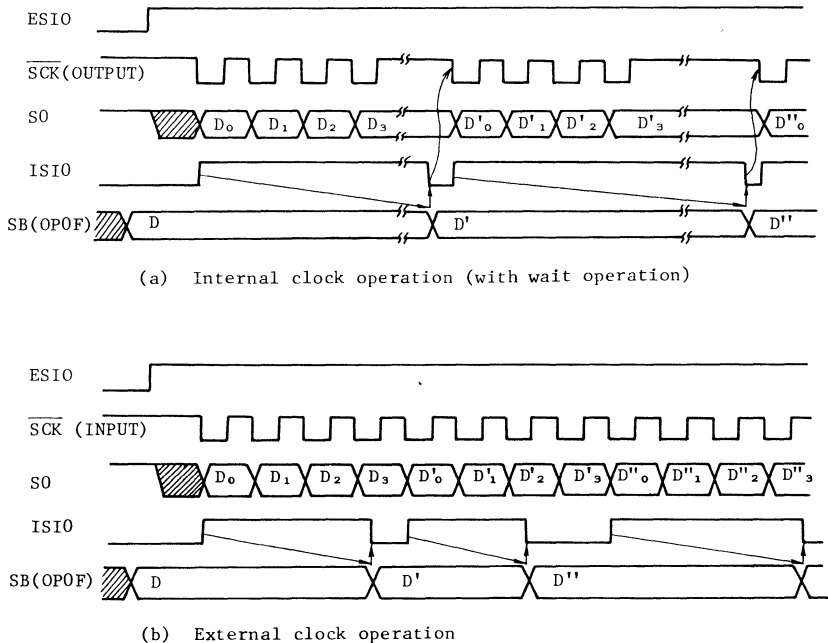 ESIO
SCK(OUTPUT)
SO D₀ D₁ D₂ D₃ D'₀ D'₁ D'₂ D'₃ D"₀
ISIO
SB(OPOF) D D' D"
(a) Internal clock operation (with wait operation)
ESIO
SCK (INPUT)
SO D₀ D₁ D₂ D₃ D'₀ D'₁ D'₂ D'₃ D"₀ D"₁ D"₂ D"₃
ISIO
SB(OPOF) D D' D"
(b) External clock operation